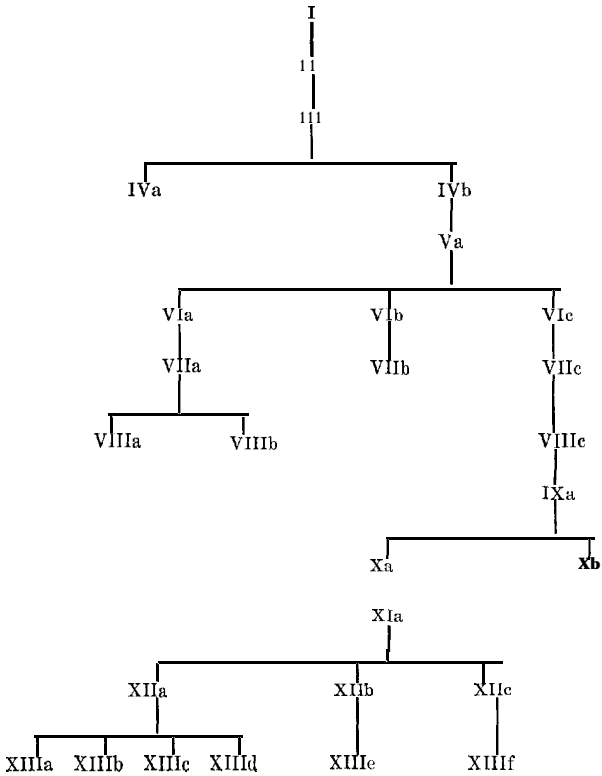 I
11
111
IVa IVb
Va
VIa VIb VIc
VIIa VIIb VIIc
VIIIa VIIIb VIIIc
IXa
Xa Xb
XIa
XIIa XIIb XIIc
XIIIa XIIIb XIIIc XIIId XIIIe XIIIf